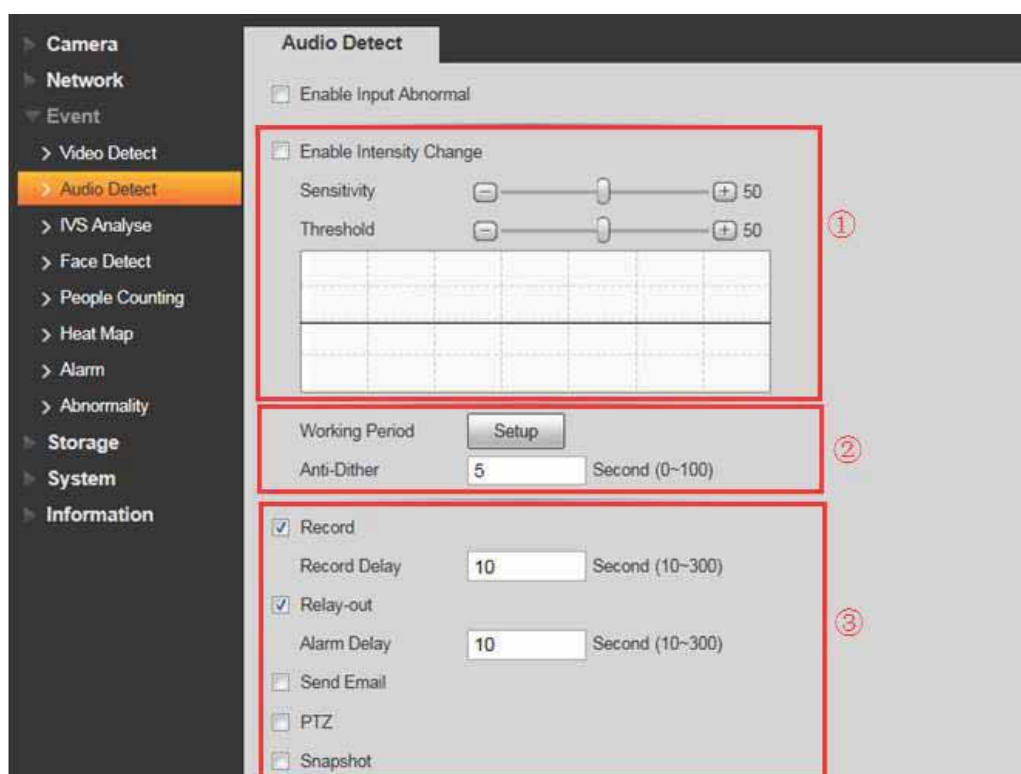 Camera
Network
Event
Video Detect
Audio Detect
IVS Analyse
Face Detect
People Counting
Heat Map
Alarm
Abnormality
Storage
System
Information
Audio Detect
Enable Input Abnormal
Enable Intensity Change
Sensitivity 50
Threshold 50
①
Working Period Setup
Anti-Dither 5 Second (0~100)
②
Record
Record Delay 10 Second (10~300)
Relay-out
Alarm Delay 10 Second (10~300)
③
Send Email
PTZ
Snapshot